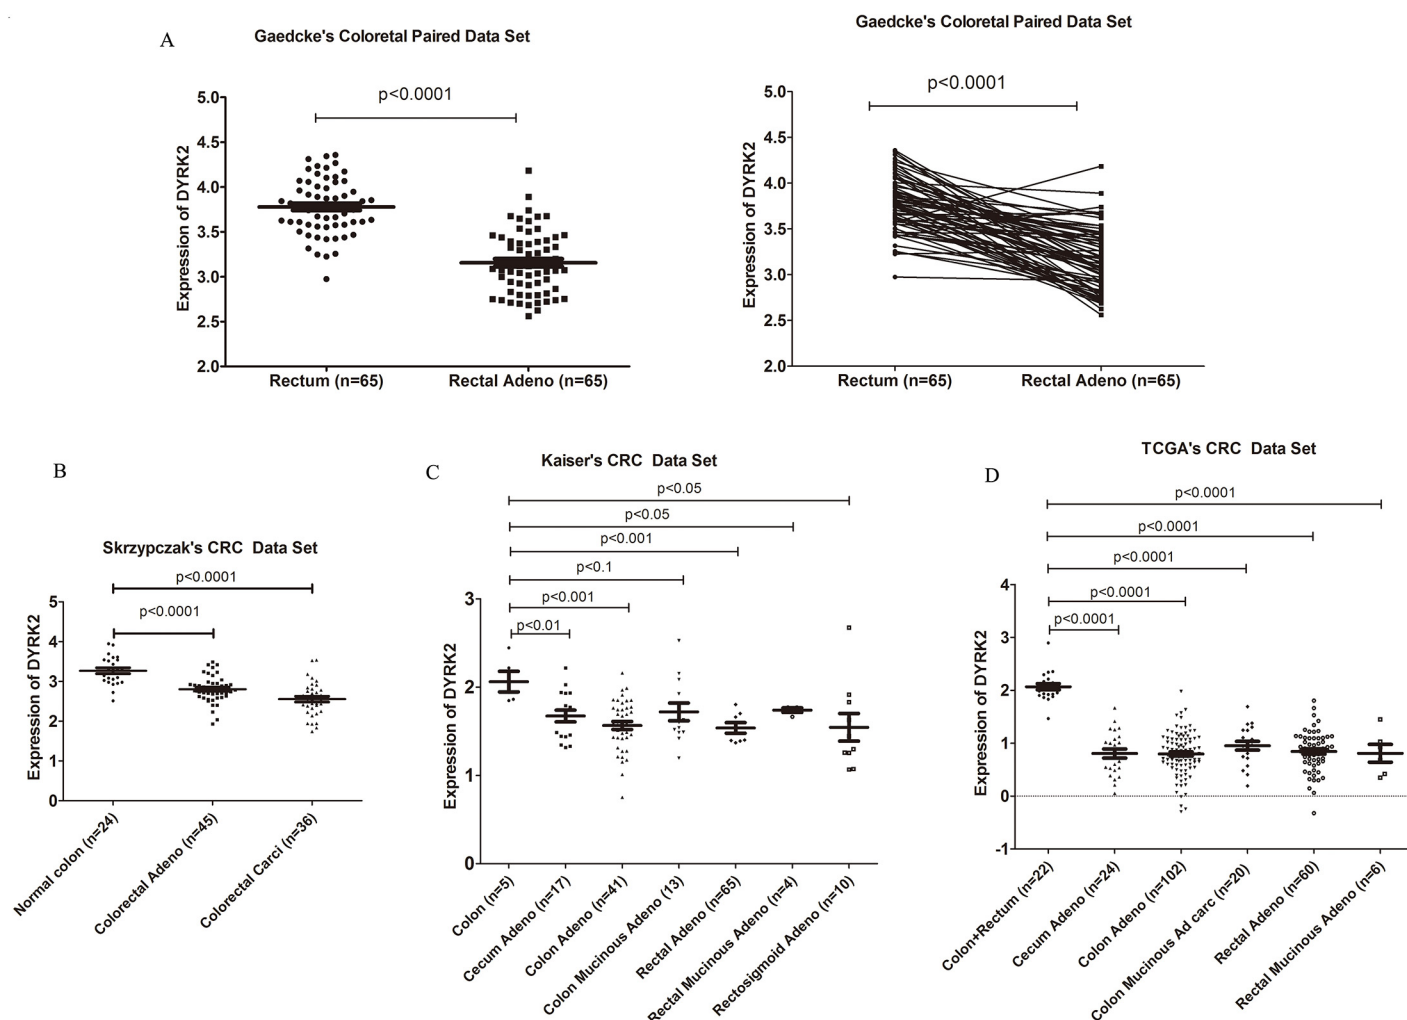 A
Gaedcke's Coloretal Paired Data Set
p<0.0001
Expression of DYRK2
5.0
4.5
4.0
3.5
3.0
2.5
2.0
Rectum (n=65)
Rectal Adeno (n=65)
Gaedcke's Coloretal Paired Data Set
p<0.0001
Expression of DYRK2
5.0
4.5
4.0
3.5
3.0
2.5
2.0
Rectum (n=65)
Rectal Adeno (n=65)
B
Skrzypczak's CRC Data Set
p<0.0001
p<0.0001
Expression of DYRK2
5
4
3
2
1
0
Normal colon (n=24)
Colorectal Adeno (n=45)
Colorectal Carci (n=36)
C
Kaiser's CRC Data Set
p<0.05
p<0.05
p<0.001
p<0.1
p<0.001
p<0.01
Expression of DYRK2
3
2
1
0
Colon (n=5)
Cecum Adeno (n=17)
Colon Adeno (n=41)
Colon Mucinous Adeno (13)
Rectal Adeno (n=65)
Rectal Mucinous Adeno (n=4)
Rectosigmoid Adeno (n=10)
D
TCGA's CRC Data Set
p<0.0001
p<0.0001
p<0.0001
p<0.0001
p<0.0001
Expression of DYRK2
4
3
2
1
0
-1
Colon+Rectum (n=22)
Cecum Adeno (n=24)
Colon Adeno (n=102)
Colon Mucinous Ad carc (n=20)
Rectal Adeno (n=60)
Rectal Mucinous Adeno (n=6)